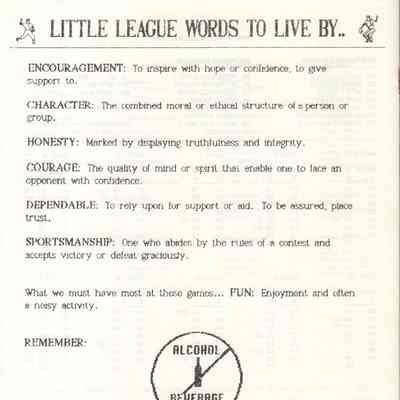 LITTLE LEAGUE WORDS TO LIVE BY..
ENCOURAGEMENT: To inspire with hope or confidence, to give
support to.
CHARACTER: The combined moral or ethical structure of a person or
group.
HONESTY: Marked by displaying truthfulness and integrity.
COURAGE: The quality of mind or spirit that enable one to face an
opponent with confidence.
DEPENDABLE: To rely upon for support or aid. To be assured, place
trust.
SPORTSMANSHIP: One who abides by the rules of a contest and
accepts victory or defeat graciously.
What we must have most at these games... FUN: Enjoyment and often
a noisy activity.
REMEMBER:
ALCOHOL
BEVERAGE